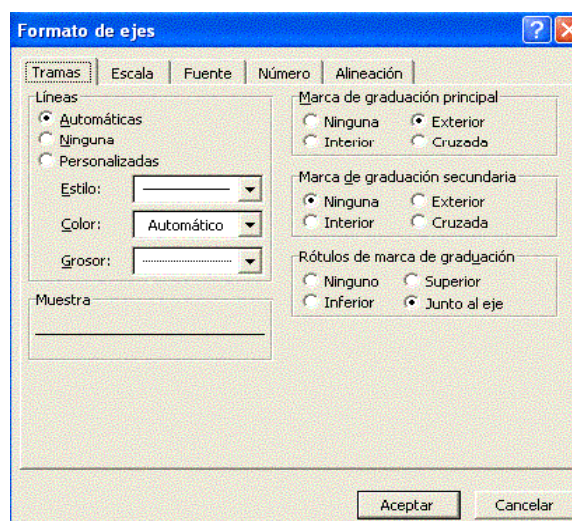 Formato de ejes
Tramas Escala Fuente Número Alineación
Líneas
Automáticas
Ninguna
Personalizadas
Estilo:
Color: Automático
Grosor:
Muestra
Marca de graduación principal
Ninguna Exterior
Interior Cruzada
Marca de graduación secundaria
Ninguna Exterior
Interior Cruzada
Rótulos de marca de graduación
Ninguno Superior
Inferior Junto al eje
Aceptar Cancelar